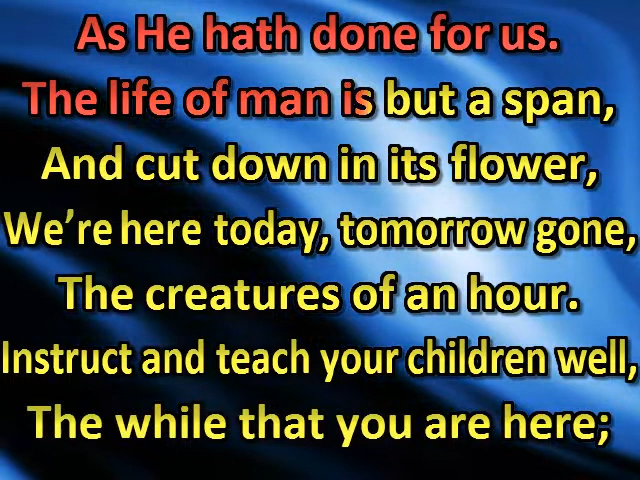 As He hath done for us.
The life of man is but a span,
And cut down in its flower,
We’re here today, tomorrow gone,
The creatures of an hour.
Instruct and teach your children well,
The while that you are here;